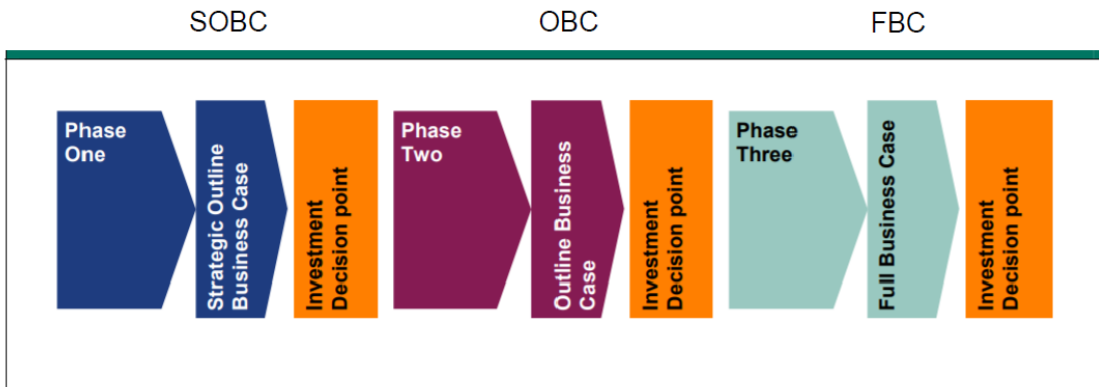 SOBC
OBC
FBC
Phase
One
Strategic Outline
Business Case
Investment
Decision point
Phase
Two
Outline Business
Case
Investment
Decision point
Phase
Three
Full Business Case
Investment
Decision point